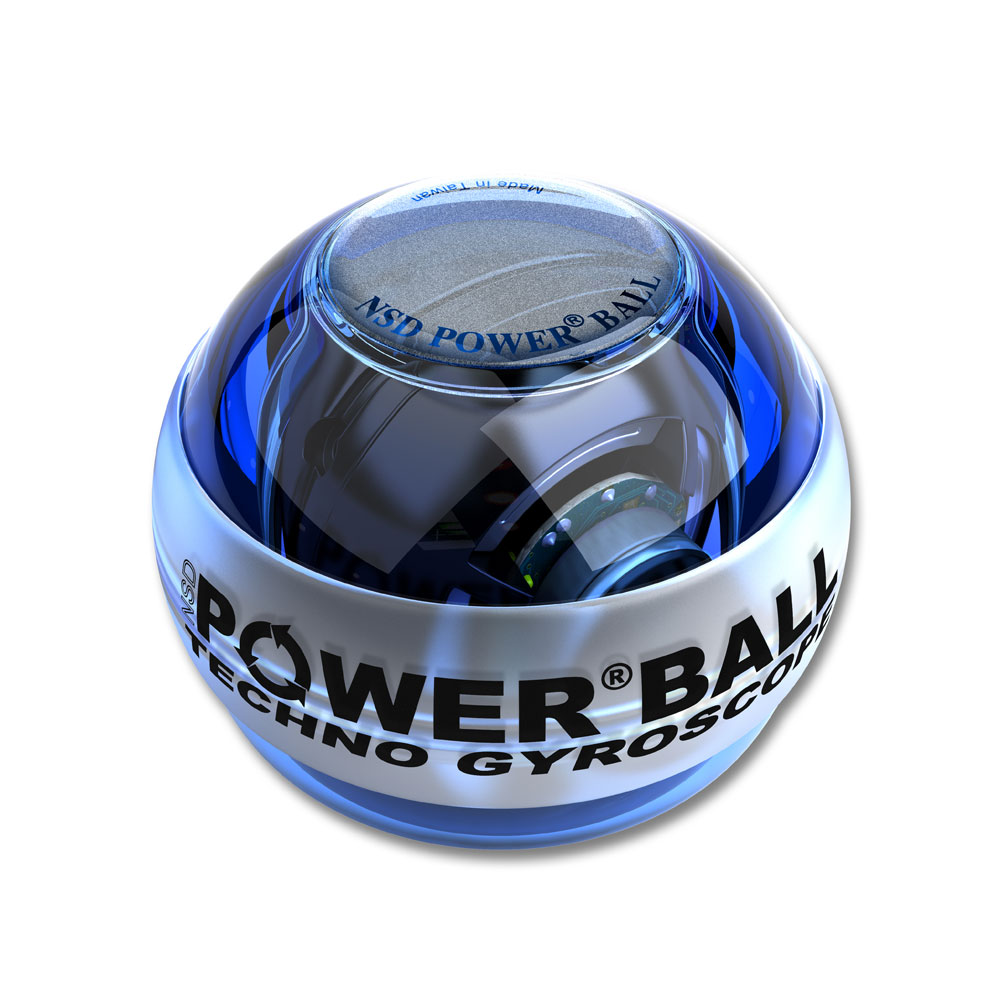 Made in Taiwan
NSD POWER® BALL
NSD
POWER®BALL
TECHNO GYROSCOPE